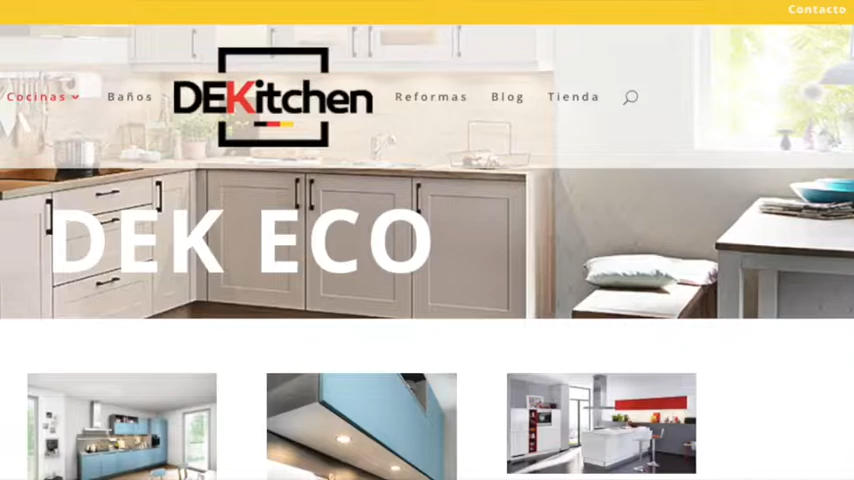 Contacto
Cocinas
Baños
DEKitchen
Reformas
Blog
Tienda
DEK ECO